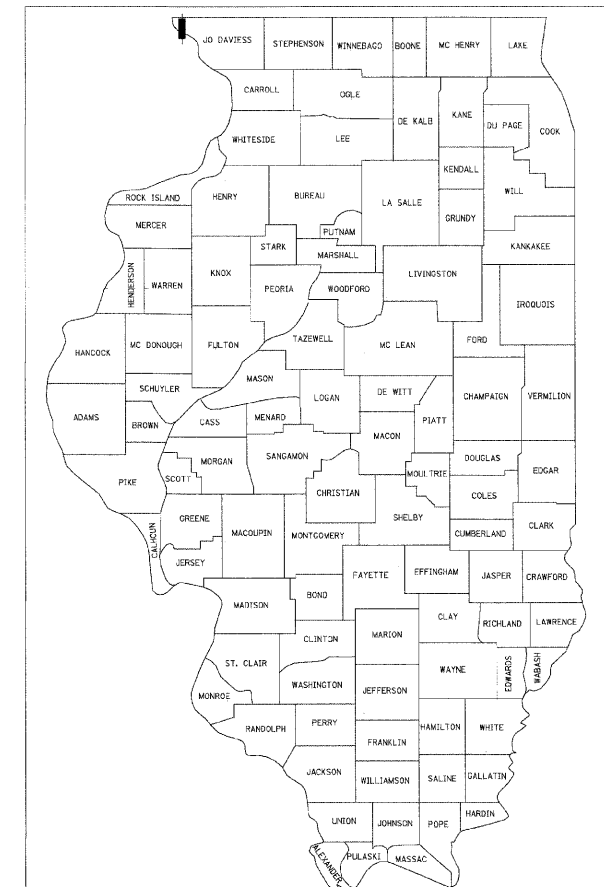 JO DAVIESS
STEPHENSON
WINNEBAGO
BOONE
MC HENRY
LAKE
CARROLL
OGLE
DE KALB
KANE
DU PAGE
COOK
WHITESIDE
LEE
KENDALL
WILL
ROCK ISLAND
HENRY
BUREAU
LA SALLE
GRUNDY
MERCER
PUTNAM
STARK
MARSHALL
KANKAKEE
HENDERSON
WARREN
KNOX
PEORIA
WOODFORD
LIVINGSTON
IROQUOIS
HANCOCK
MC DONOUGH
FULTON
TAZEWELL
MC LEAN
FORD
MASON
SCHUYLER
LOGAN
DE WITT
CHAMPAIGN
VERMILION
ADAMS
BROWN
CASS
MENARD
PIATT
MACON
SANGAMON
MORGAN
DOUGLAS
PIKE
SCOTT
CHRISTIAN
MOULTRIE
EDGAR
COLES
GREENE
SHELBY
CALHOUN
MACOUPIN
MONTGOMERY
CUMBERLAND
CLARK
JERSEY
FAYETTE
EFFINGHAM
JASPER
CRAWFORD
MADISON
BOND
CLAY
RICHLAND
LAWRENCE
CLINTON
MARION
ST. CLAIR
WAYNE
EDWARDS
WABASH
WASHINGTON
JEFFERSON
MONROE
RANDOLPH
PERRY
HAMILTON
WHITE
FRANKLIN
JACKSON
WILLIAMSON
SALINE
GALLATIN
UNION
JOHNSON
POPE
HARDIN
ALEXANDER
PULASKI
MASSAC